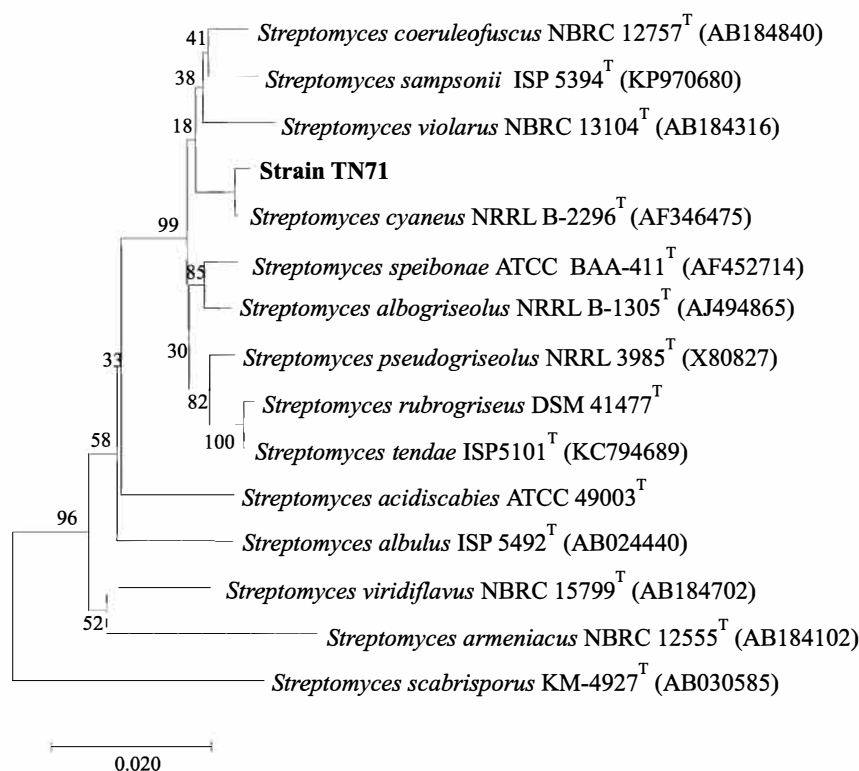 41
Streptomyces coeruleofuscus NBRC 12757T (AB184840)
38
Streptomyces sampsonii ISP 5394T (KP970680)
18
Streptomyces violarus NBRC 13104T (AB184316)
Strain TN71
99
Streptomyces cyaneus NRRL B-2296T (AF346475)
85
Streptomyces speibonae ATCC BAA-411T (AF452714)
Streptomyces albogriseolus NRRL B-1305T (AJ494865)
33
30
Streptomyces pseudogriseolus NRRL 3985T (X80827)
82
Streptomyces rubrogriseus DSM 41477T
58
100
Streptomyces tendae ISP5101T (KC794689)
Streptomyces acidiscabies ATCC 49003T
96
Streptomyces albulus ISP 5492T (AB024440)
Streptomyces viridiflavus NBRC 15799T (AB184702)
52
Streptomyces armeniacus NBRC 12555T (AB184102)
Streptomyces scabrisporus KM-4927T (AB030585)
0.020